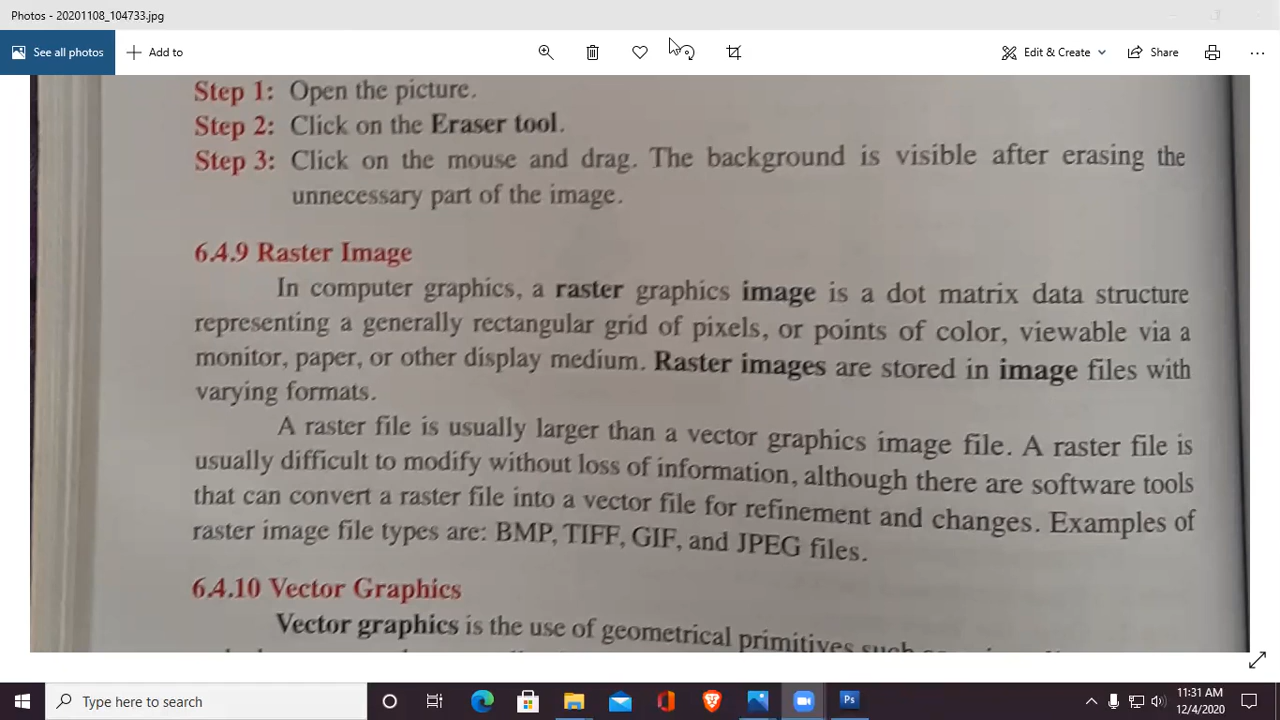 Photos - 20201108_104733.jpg
See all photos
Add to
Edit & Create
Share
Step 1: Open the picture.
Step 2: Click on the Eraser tool.
Step 3: Click on the mouse and drag. The background is visible after erasing the
unnecessary part of the image.
6.4.9 Raster Image
In computer graphics, a raster graphics image is a dot matrix data structure
representing a generally rectangular grid of pixels, or points of color, viewable via a
monitor, paper, or other display medium. Raster images are stored in image files with
varying formats.
A raster file is usually larger than a vector graphics image file. A raster file is
usually difficult to modify without loss of information, although there are software tools
that can convert a raster file into a vector file for refinement and changes. Examples of
raster image file types are: BMP, TIFF, GIF, and JPEG files.
6.4.10 Vector Graphics
Vector graphics is the use of geometrical primitives such
Type here to search
Ps
11:31 AM
12/4/2020